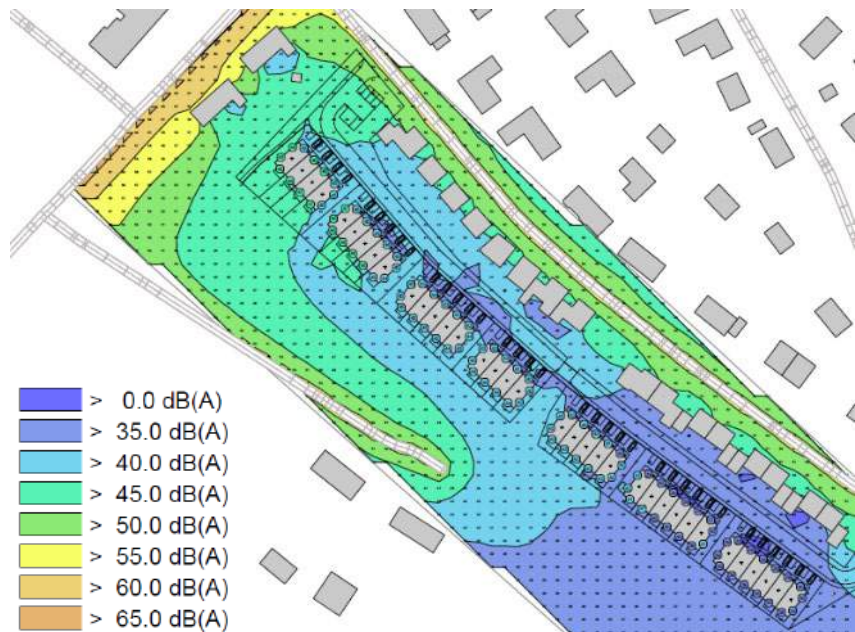 > 0.0 dB(A)
> 35.0 dB(A)
> 40.0 dB(A)
> 45.0 dB(A)
> 50.0 dB(A)
> 55.0 dB(A)
> 60.0 dB(A)
> 65.0 dB(A)